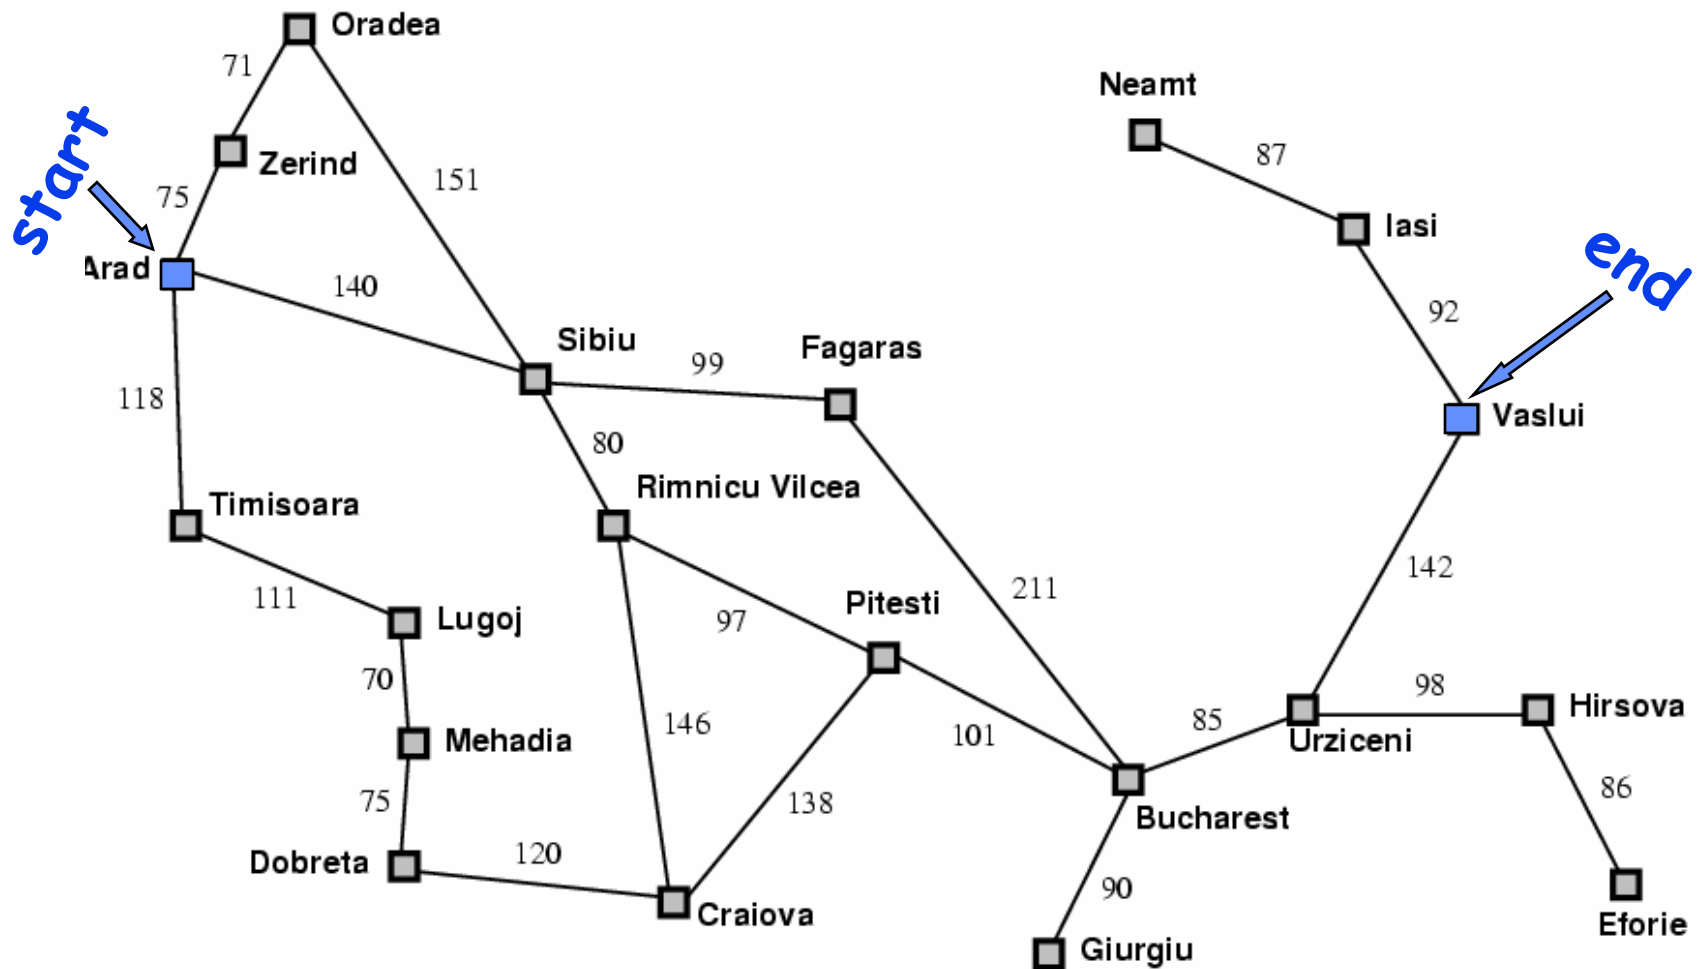 Oradea
71
Neamt
start
87
Zerind
151
75
Iasi
end
Arad
140
92
Sibiu
Fagaras
99
118
Vaslui
80
Rimnicu Vilcea
Timisoara
142
211
111
Pitesti
Lugoj
97
70
98
Hirsova
146
101
85
Urziceni
Mehadia
86
75
138
Bucharest
120
Dobreta
90
Craiova
Eforie
Giurgiu